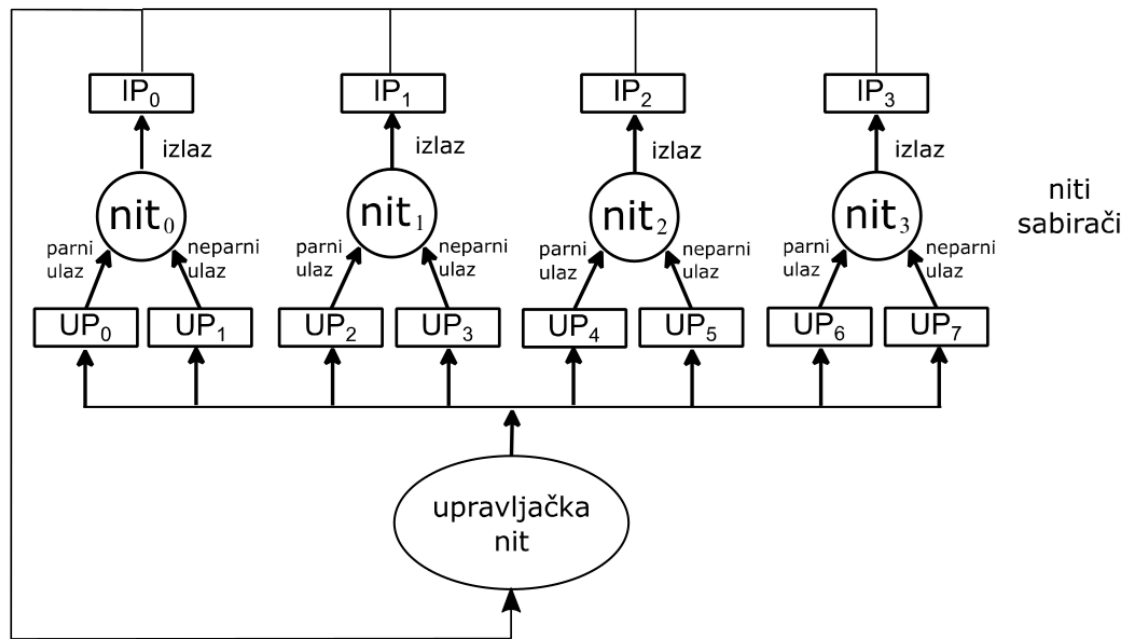 IP₀ IP₁ IP₂ IP₃
izlaz izlaz izlaz izlaz
nit₀ nit₁ nit₂ nit₃
niti
sabirači
parni neparni parni neparni parni neparni parni neparni
ulaz ulaz ulaz ulaz ulaz ulaz ulaz ulaz
UP₀ UP₁ UP₂ UP₃ UP₄ UP₅ UP₆ UP₇
upravljačka
nit